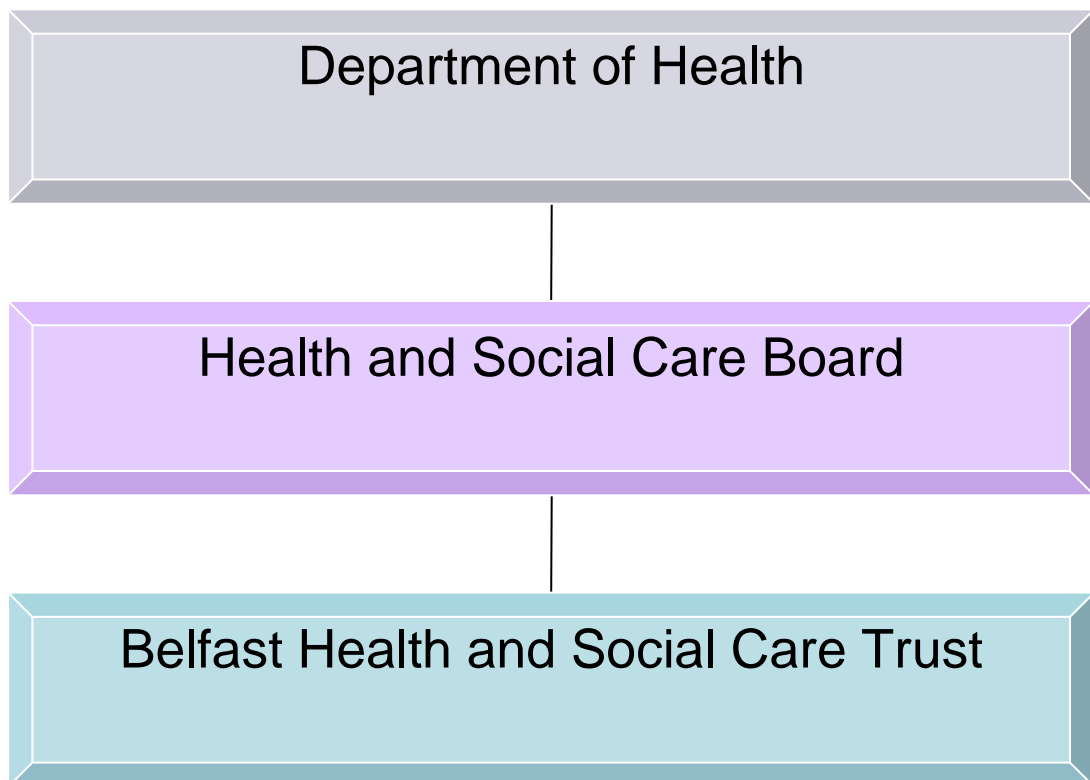 Department of Health
Health and Social Care Board
Belfast Health and Social Care Trust